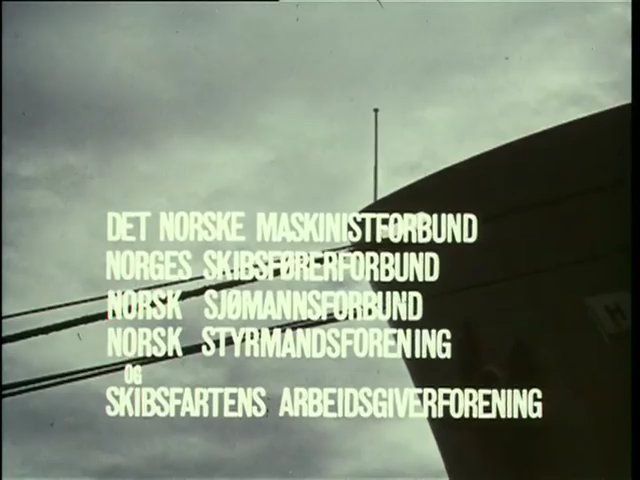 DET NORSKE MASKINISTFORBUND
NORGES SKIBSFØRERFORBUND
NORSK SJØMANNSFORBUND
NORSK STYRMANDSFORENING
OG
SKIBSFARTENS ARBEIDSGIVERFORENING